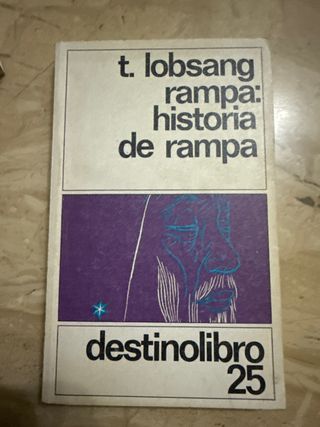 t. lobsang
rampa:
historia
de rampa
destinolibro
25